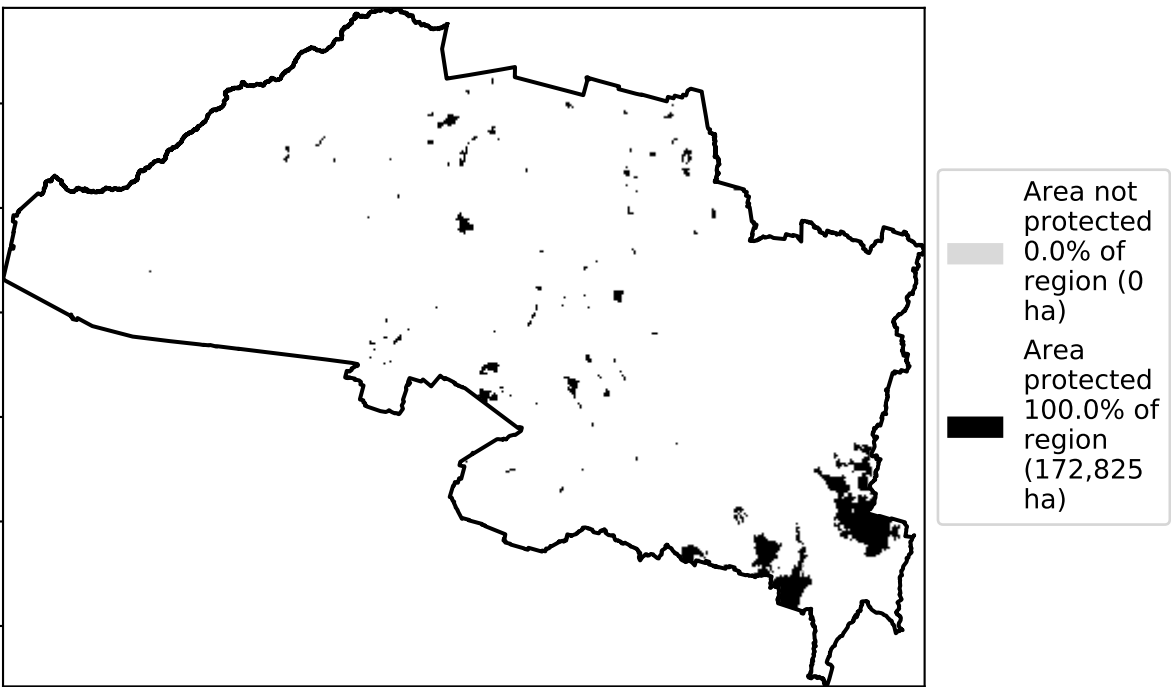 Area not
protected
0.0% of
region (0
ha)
Area
protected
100.0% of
region
(172,825
ha)